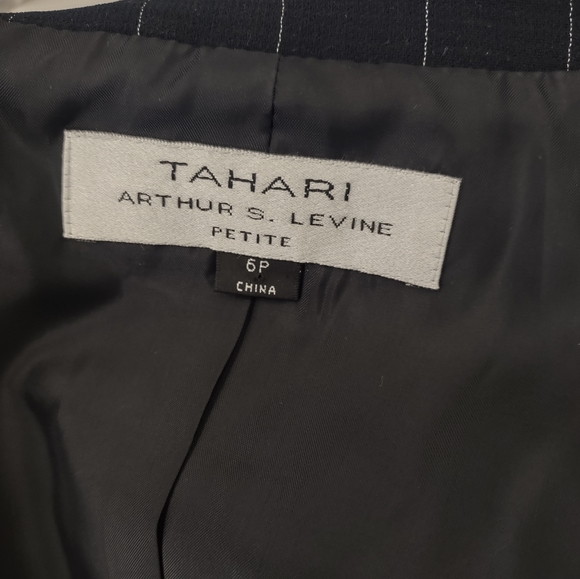 TAHARI
ARTHUR S. LEVINE
PETITE
6P
CHINA